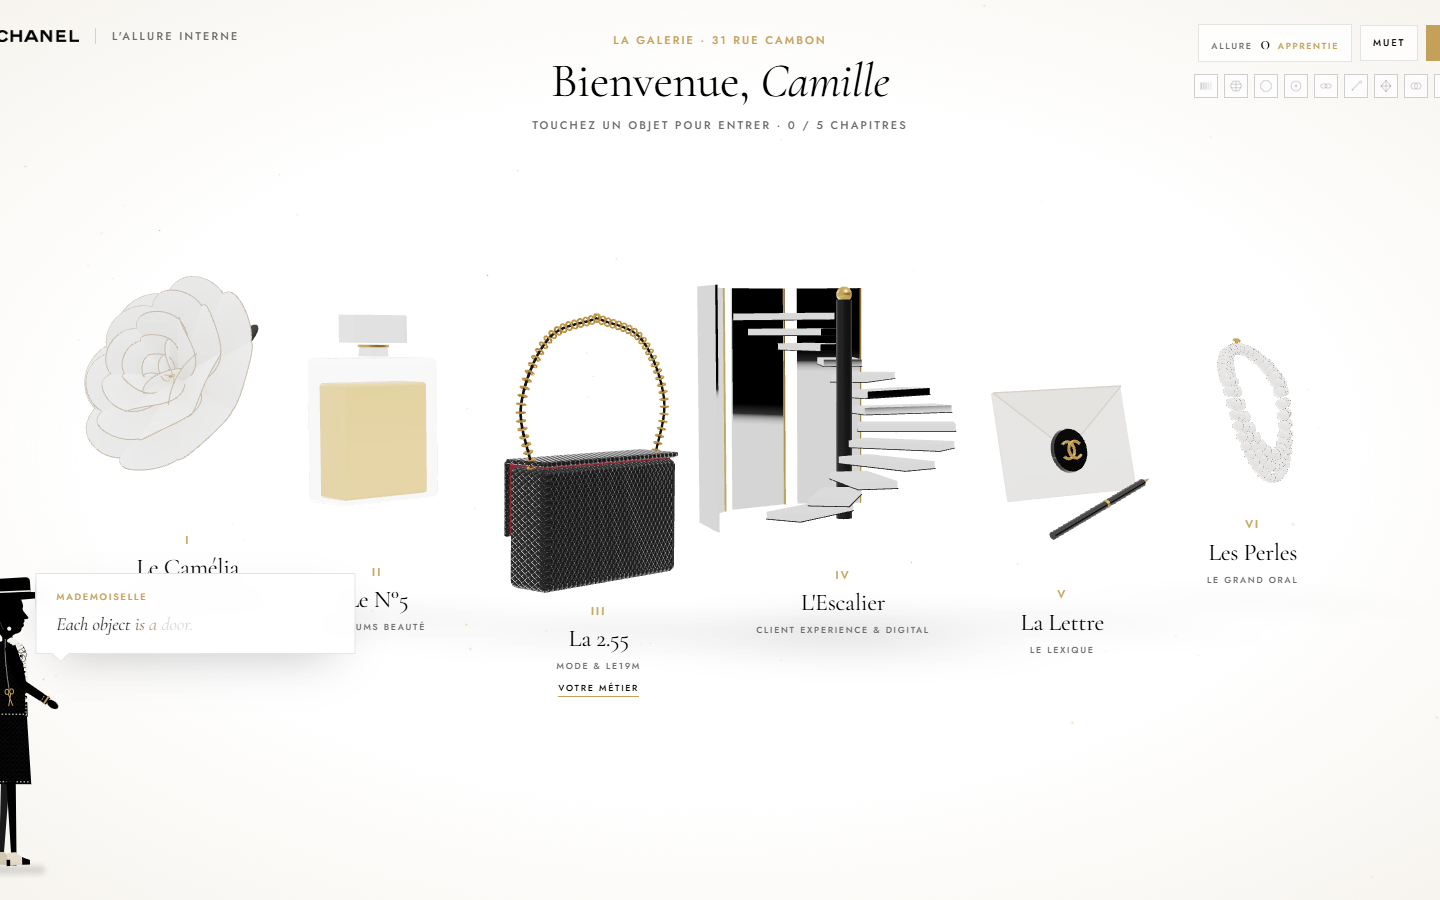 CHANEL
L'ALLURE INTERNE
LA GALERIE · 31 RUE CAMBON
Bienvenue, Camille
TOUCHEZ UN OBJET POUR ENTRER · 0 / 5 CHAPITRES
ALLURE 0 APPRENTIE
MUET
I
Le Camélia
II
Le N°5
UMS BEAUTÉ
III
La 2.55
MODE & LE19M
VOTRE MÉTIER
IV
L'Escalier
CLIENT EXPERIENCE & DIGITAL
V
La Lettre
LE LEXIQUE
VI
Les Perles
LE GRAND ORAL
MADEMOISELLE
Each object is a door.